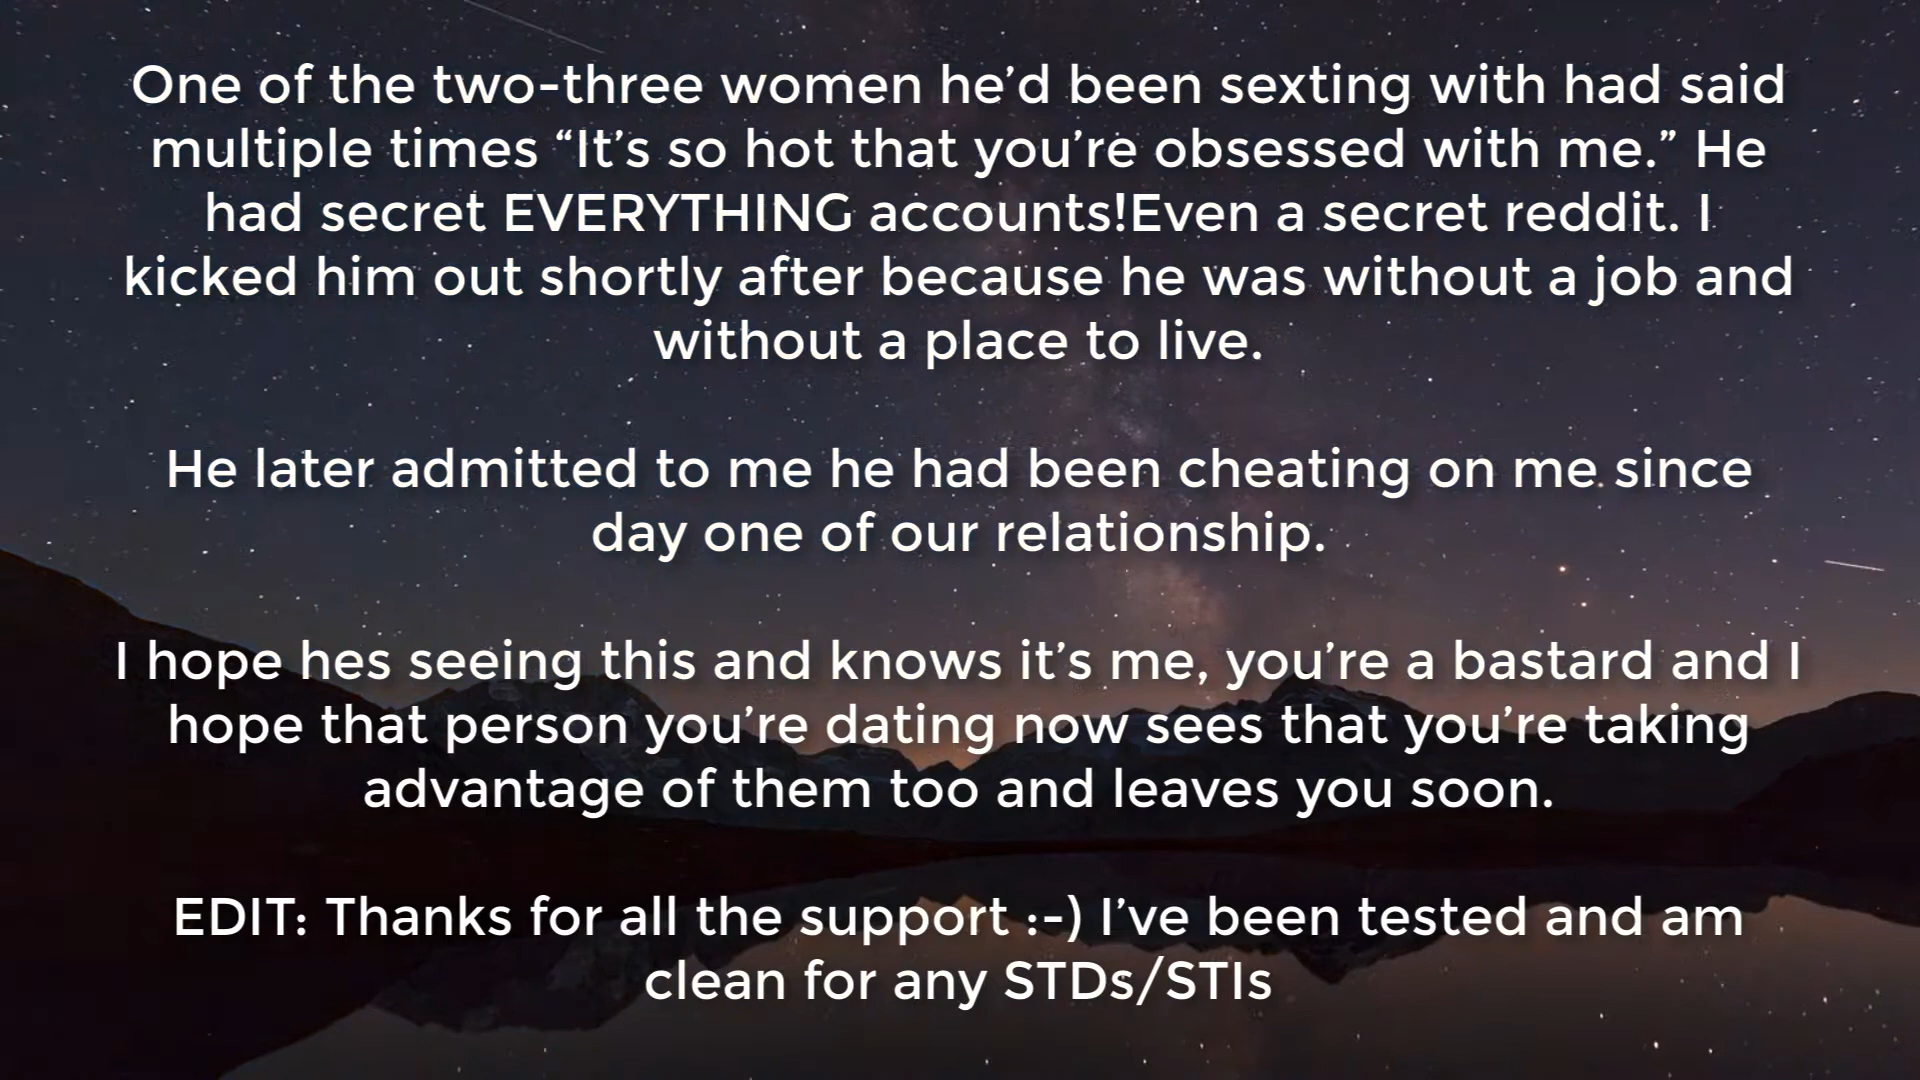 One of the two-three women he’d been sexting with had said
multiple times “It’s so hot that you’re obsessed with me.” He
had secret EVERYTHING accounts!Even a secret reddit. I
kicked him out shortly after because he was without a job and
without a place to live.
He later admitted to me he had been cheating on me since
day one of our relationship.
I hope hes seeing this and knows it’s me, you’re a bastard and I
hope that person you’re dating now sees that you’re taking
advantage of them too and leaves you soon.
EDIT: Thanks for all the support :-) I’ve been tested and am
clean for any STDs/STIs